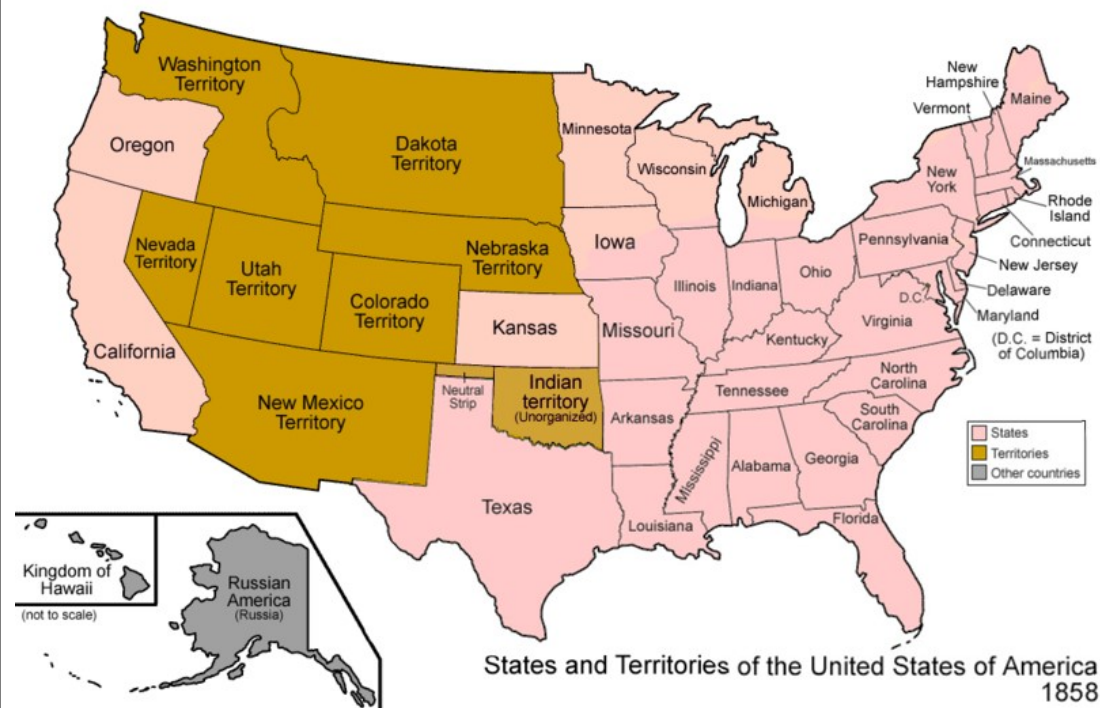 Washington
Territory
Oregon
Dakota
Territory
Minnesota
Wisconsin
Michigan
New
Hampshire
Vermont
Maine
Massachusetts
New
York
Rhode
Island
Connecticut
New Jersey
Pennsylvania
Delaware
Maryland
(D.C. = District
of Columbia)
D.C.
Nevada
Territory
Utah
Territory
Nebraska
Territory
Iowa
Colorado
Territory
Kansas
Illinois
Indiana
Ohio
Missouri
Kentucky
Virginia
California
New Mexico
Territory
Neutral
Strip
Indian
territory
(Unorganized)
Arkansas
Tennessee
North
Carolina
South
Carolina
Mississippi
Alabama
Georgia
Texas
Louisiana
Florida
States
Territories
Other countries
Kingdom of
Hawaii
(not to scale)
Russian
America
(Russia)
States and Territories of the United States of America
1858